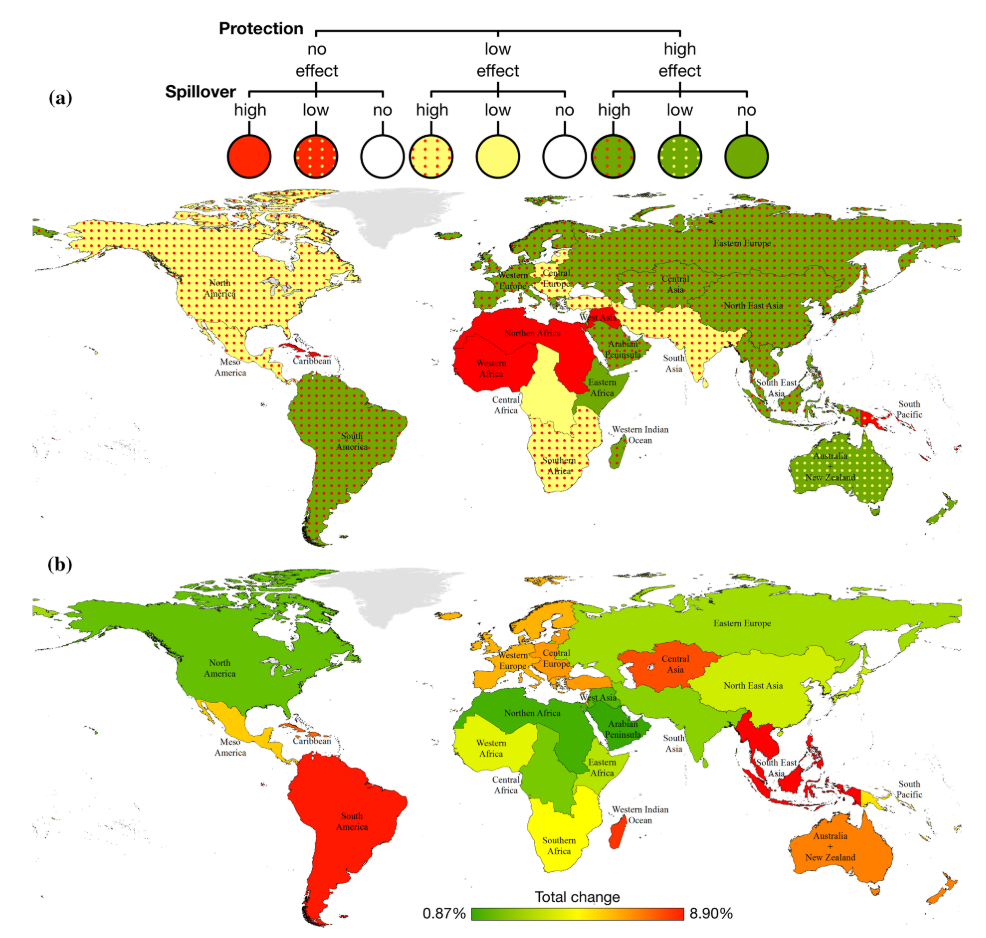 Protection
no effect
low effect
high effect
Spillover
high
low
no
high
low
no
high
low
no
(a)
North America
Meso America
Caribbean
South America
Western Europe
Central Europe
Eastern Europe
Central Asia
North East Asia
West Asia
Northen Africa
Arabian Peninsula
Western Africa
Central Africa
Eastern Africa
Southern Africa
Western Indian Ocean
South Asia
South East Asia
South Pacific
Australia + New Zealand
(b)
North America
Meso America
Caribbean
South America
Western Europe
Central Europe
Eastern Europe
Central Asia
North East Asia
West Asia
Northen Africa
Arabian Peninsula
Western Africa
Central Africa
Eastern Africa
Southern Africa
Western Indian Ocean
South Asia
South East Asia
South Pacific
Australia + New Zealand
Total change
0.87%
8.90%